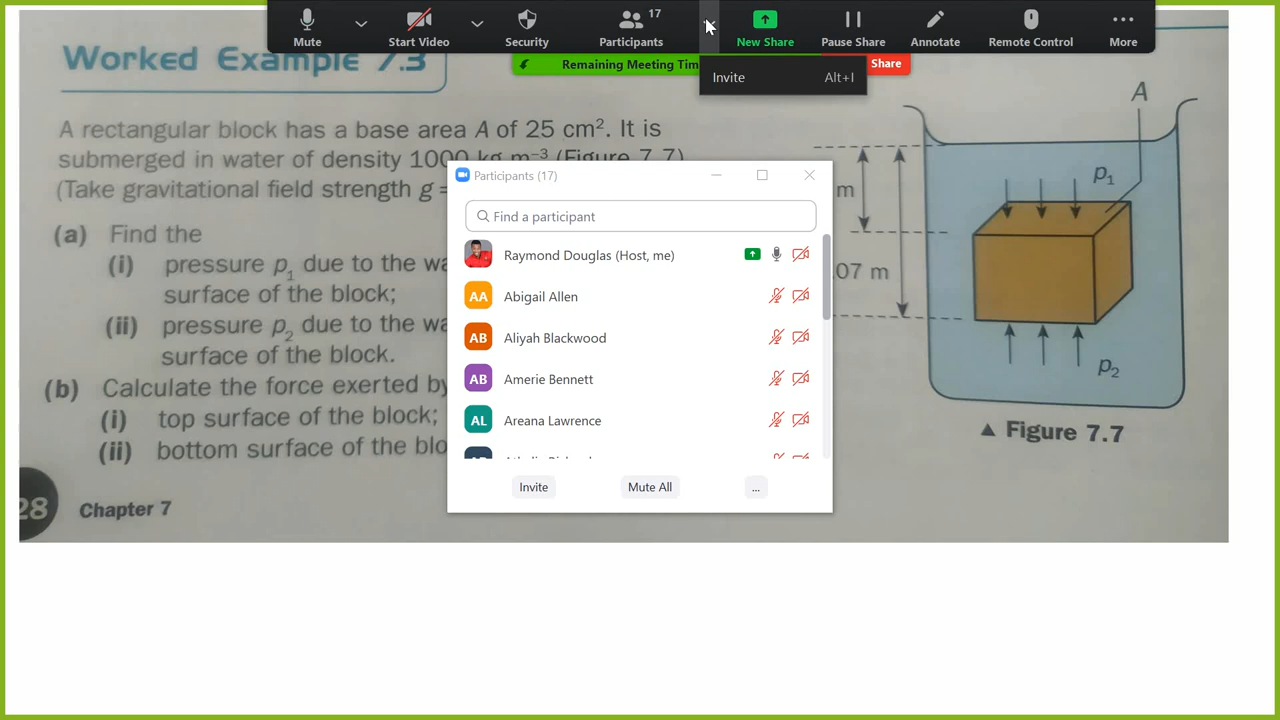 Mute
Start Video
Security
Participants
17
New Share
Pause Share
Annotate
Remote Control
More
Remaining Meeting Tim
Share
Invite Alt+I
Worked Example 7.3
A rectangular block has a base area A of 25 cm². It is
submerged in water of density 1000 kg m⁻³ (Figure 7.7)
(Take gravitational field strength g =
(a) Find the
(i) pressure p₁ due to the wa
surface of the block;
(ii) pressure p₂ due to the wa
surface of the block.
(b) Calculate the force exerted by
(i) top surface of the block;
(ii) bottom surface of the blo
28 Chapter 7
A
p₁
m
07 m
p₂
▲ Figure 7.7
Participants (17)
Find a participant
Raymond Douglas (Host, me)
AA Abigail Allen
AB Aliyah Blackwood
AB Amerie Bennett
AL Areana Lawrence
Invite
Mute All
...